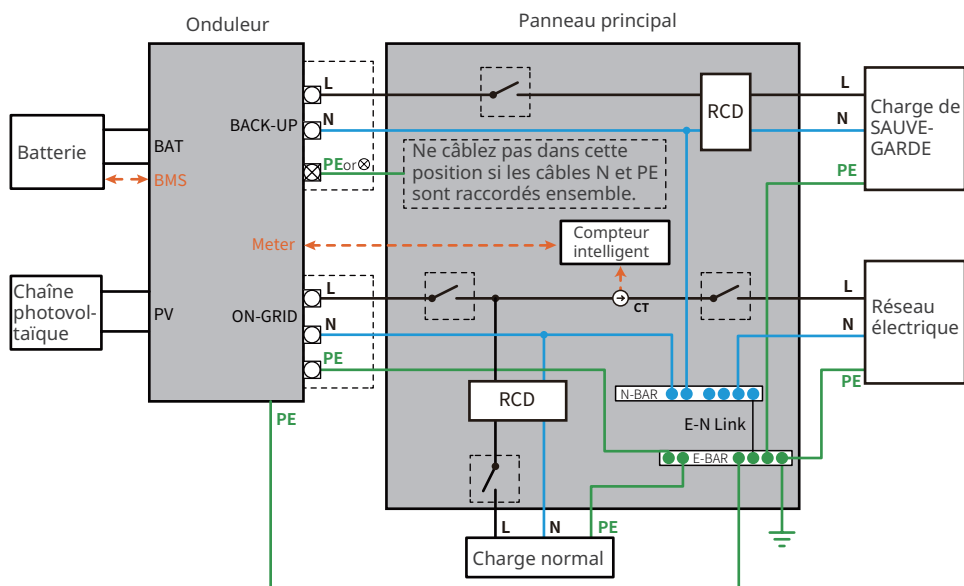 Onduleur
Panneau principal
L
N
BACK-UP
PE or
RCD
L
N
PE
Charge de
SAUVE-
GARDE
Batterie
BAT
BMS
Ne câblez pas dans cette
position si les câbles N et PE
sont raccordés ensemble.
Meter
Compteur
intelligent
CT
Chaîne
photovol-
taïque
PV
ON-GRID
L
N
PE
L
N
PE
Réseau
électrique
RCD
N-BAR
E-N Link
E-BAR
PE
L
N
PE
Charge normal